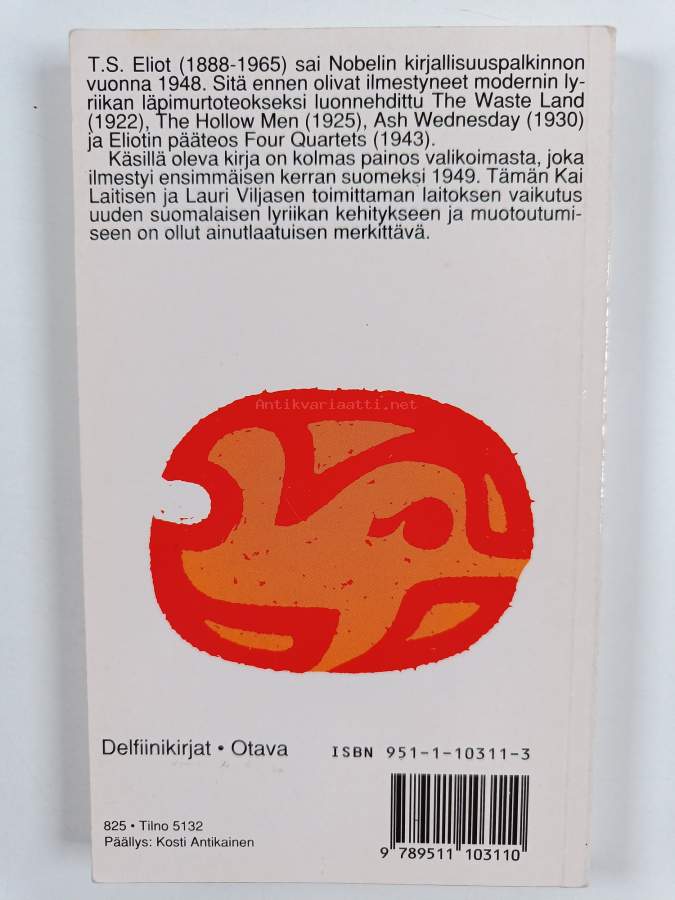 T.S. Eliot (1888-1965) sai Nobelin kirjallisuuspalkinnon
vuonna 1948. Sitä ennen olivat ilmestyneet modernin ly-
riikan läpimurtoteokseksi luonnehdittu The Waste Land
(1922), The Hollow Men (1925), Ash Wednesday (1930)
ja Eliotin pääteos Four Quartets (1943).
Käsillä oleva kirja on kolmas painos valikoimasta, joka
ilmestyi ensimmäisen kerran suomeksi 1949. Tämän Kai
Laitisen ja Lauri Viljasen toimittaman laitoksen vaikutus
uuden suomalaisen lyriikan kehitykseen ja muotoutumi-
seen on ollut ainutlaatuisen merkittävä.
Antikvariaatti.net
Delfiinikirjat • Otava
ISBN 951-1-10311-3
825 • Tilno 5132
Päällys: Kosti Antikainen
9 789511 103110